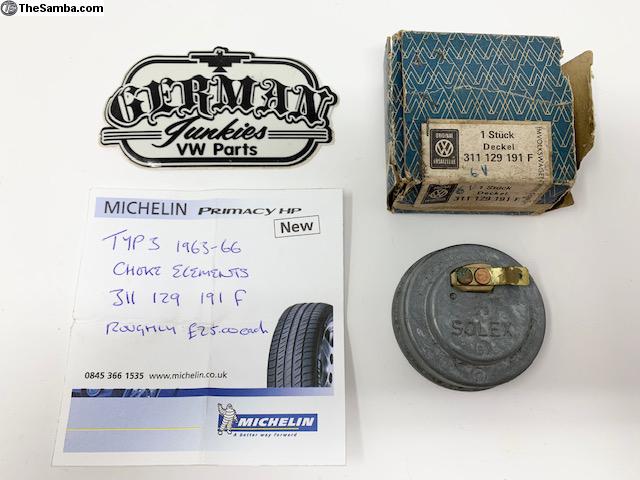 © TheSamba.com
GERMAN
Junkies
VW Parts
ORIGINAL
ERSATZTEIL
1 Stück
Deckel
311 129 191 F
6V
1 Stück
Deckel
311 129 191 F
VOLKSWAGEN
MICHELIN PRIMACY HP
New
TYP 3 1963-66
CHOKE ELEMENTS
311 129 191 F
ROUGHLY £25.00 each
0845 366 1535 www.michelin.co.uk
MICHELIN
A better way forward
SOLEX